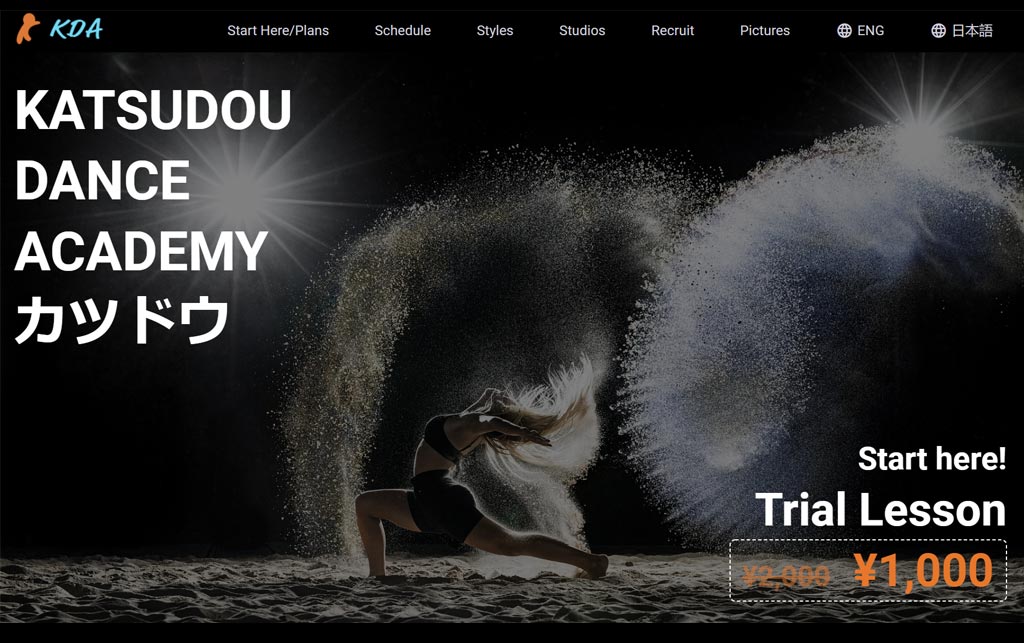 KDA
Start Here/Plans
Schedule
Styles
Studios
Recruit
Pictures
ENG
日本語
KATSUDOU
DANCE
ACADEMY
カツドウ
Start here!
Trial Lesson
¥2,000 ¥1,000